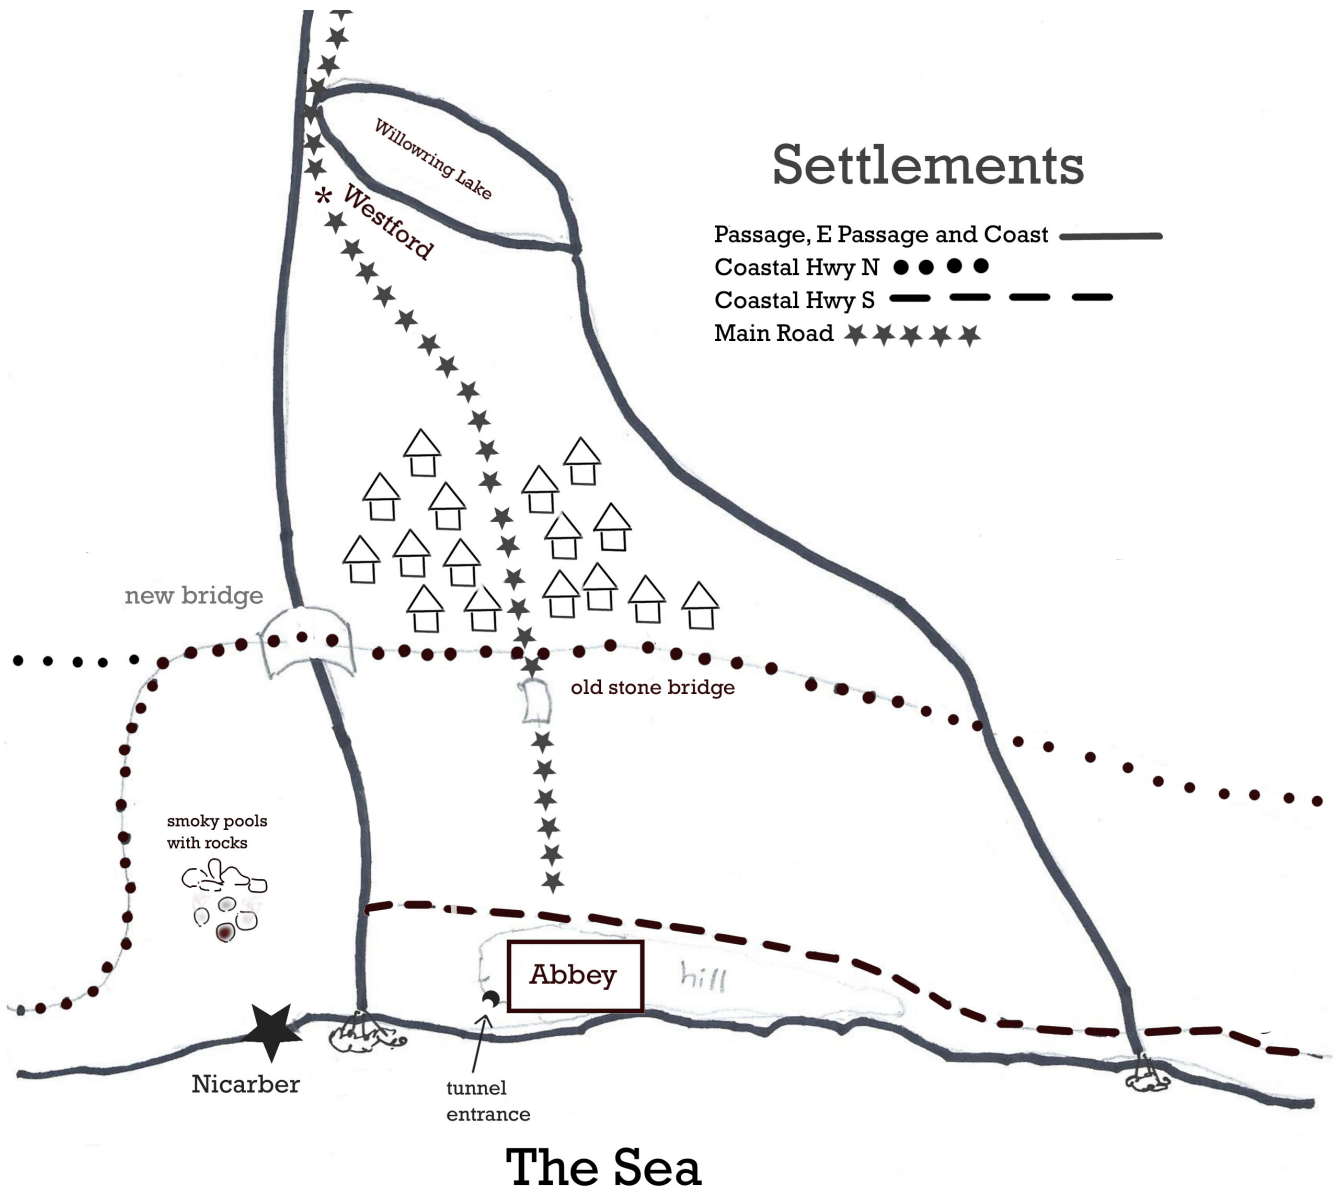 Willowring Lake
* Westford
Settlements
Passage, E Passage and Coast
Coastal Hwy N
Coastal Hwy S
Main Road
new bridge
old stone bridge
smoky pools
with rocks
Abbey
hill
Nicarber
tunnel
entrance
The Sea